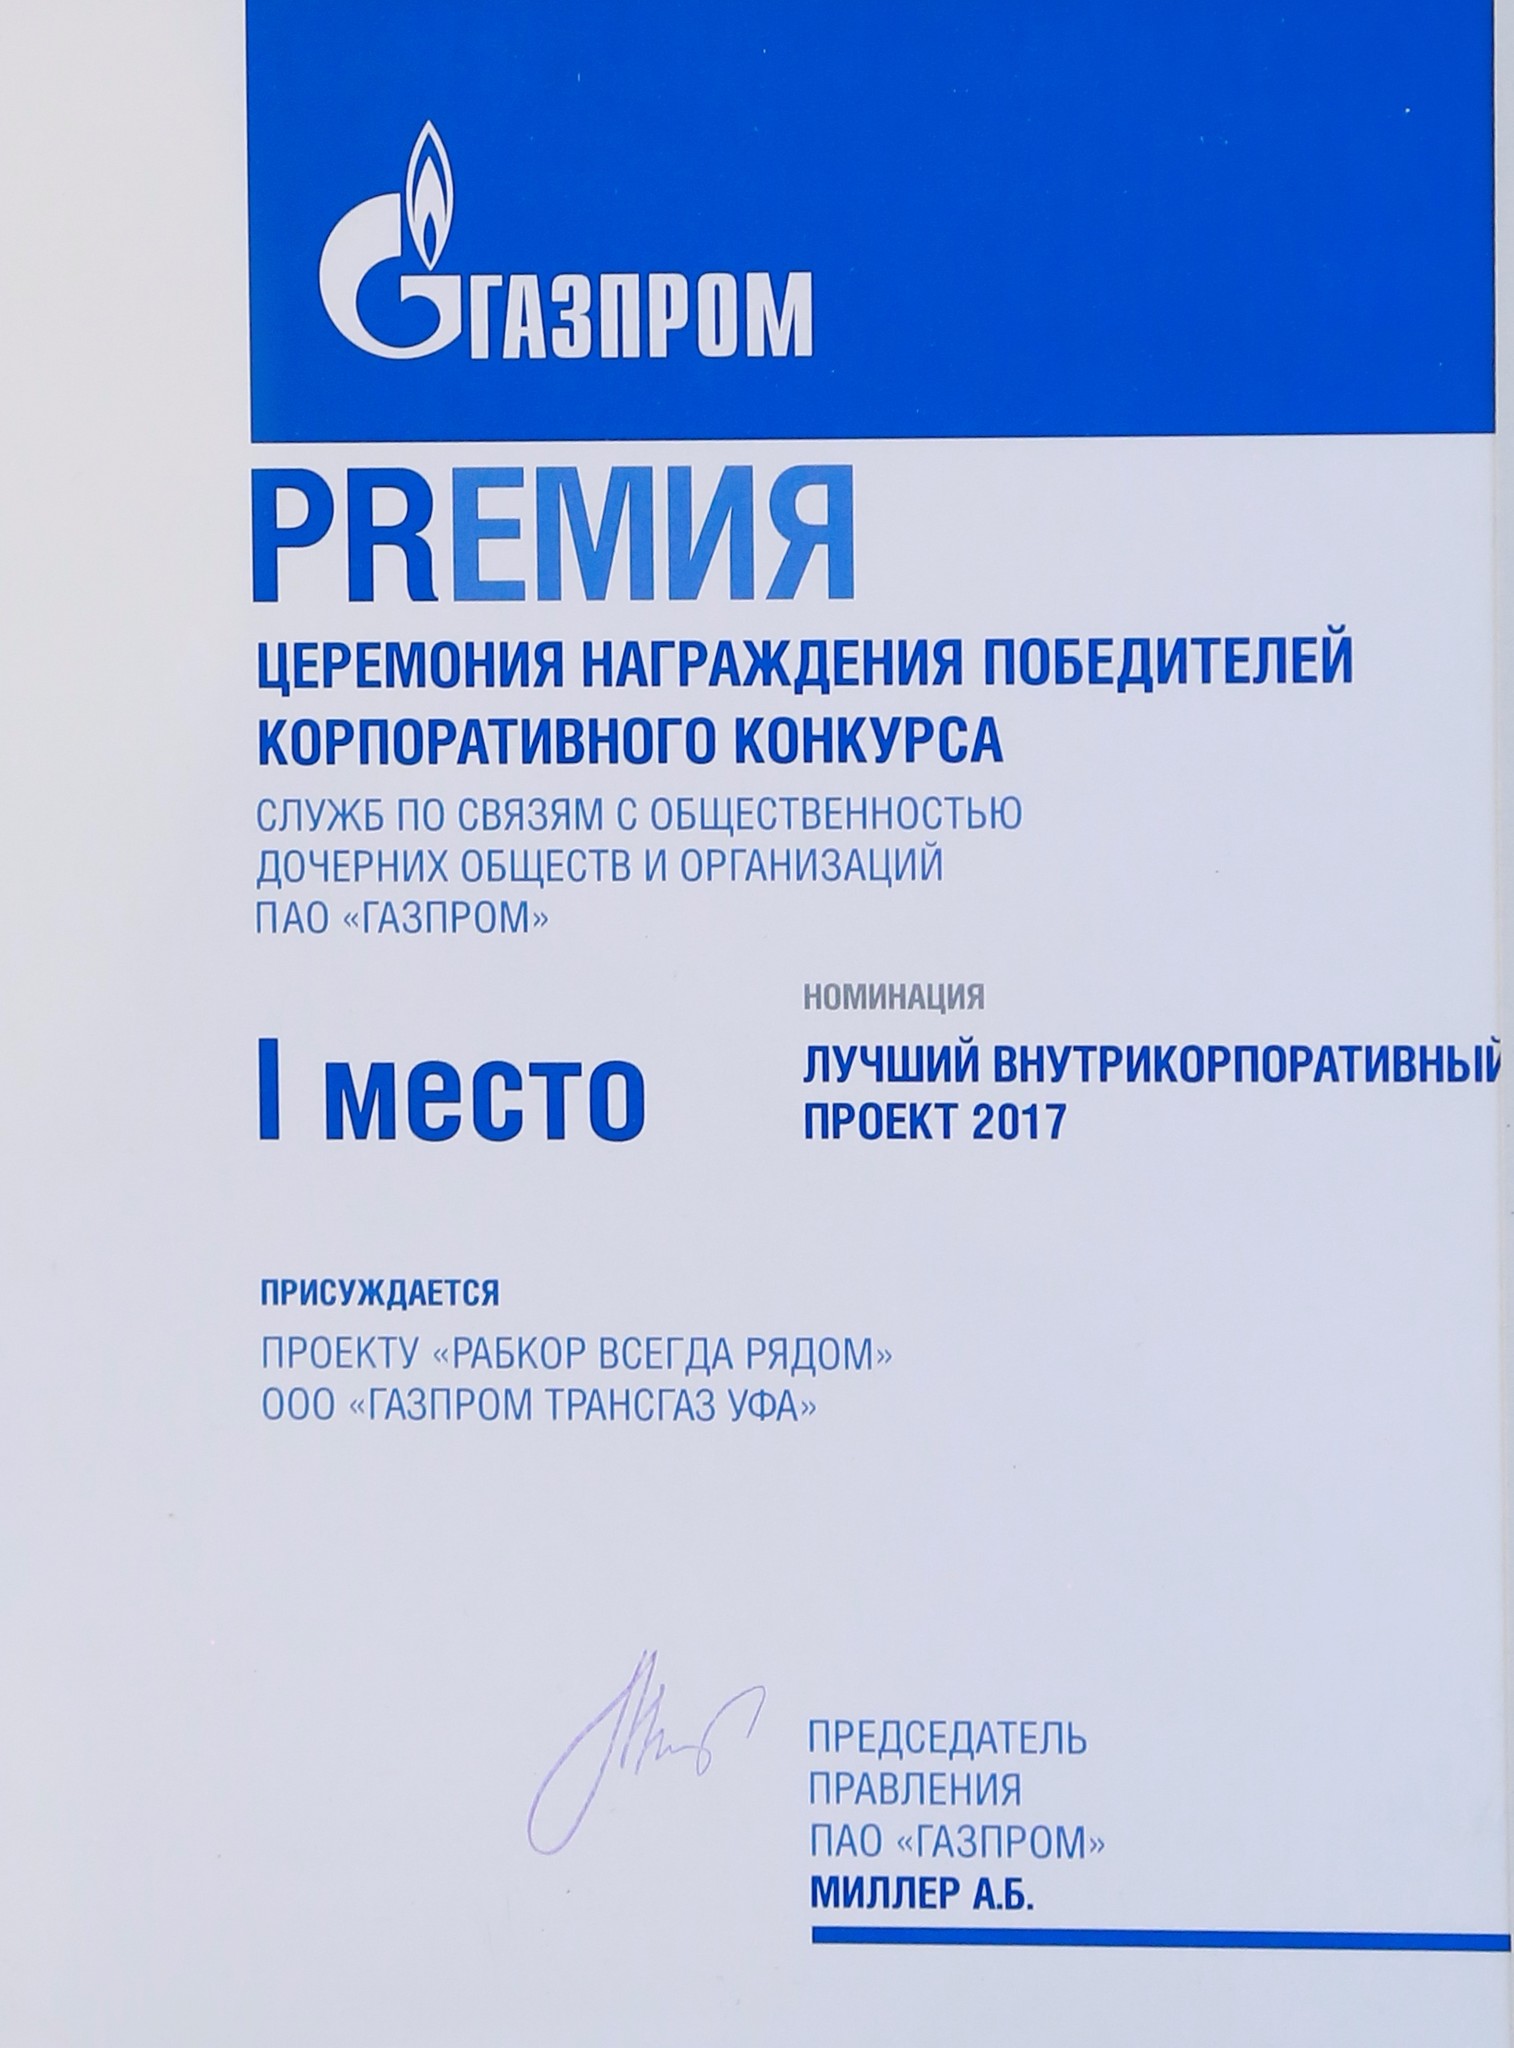 ГАЗПРОМ
PRЕМИЯ
ЦЕРЕМОНИЯ НАГРАЖДЕНИЯ ПОБЕДИТЕЛЕЙ
КОРПОРАТИВНОГО КОНКУРСА
СЛУЖБ ПО СВЯЗЯМ С ОБЩЕСТВЕННОСТЬЮ
ДОЧЕРНИХ ОБЩЕСТВ И ОРГАНИЗАЦИЙ
ПАО «ГАЗПРОМ»
НОМИНАЦИЯ
I место
ЛУЧШИЙ ВНУТРИКОРПОРАТИВНЫЙ
ПРОЕКТ 2017
ПРИСУЖДАЕТСЯ
ПРОЕКТУ «РАБКОР ВСЕГДА РЯДОМ»
ООО «ГАЗПРОМ ТРАНСГАЗ УФА»
ПРЕДСЕДАТЕЛЬ
ПРАВЛЕНИЯ
ПАО «ГАЗПРОМ»
МИЛЛЕР А.Б.